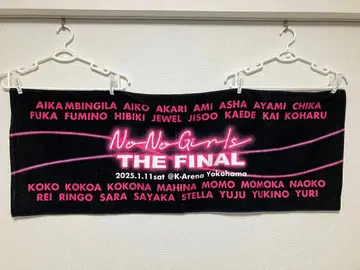 AIKA MBINGILA AIKO AKARI AMI ASHA AYAMI CHIKA
FUKA FUMINO HIBIKI JEWEL JISOO KAEDE KAI KOHARU
No No Girls
THE FINAL
2025.1.11sat @K-Arena Yokohama
KOKO KOKOA KOKONA MAHINA MOMO MOMOKA NAOKO
REI RINGO SARA SAYAKA STELLA YUJU YUKINO YURI